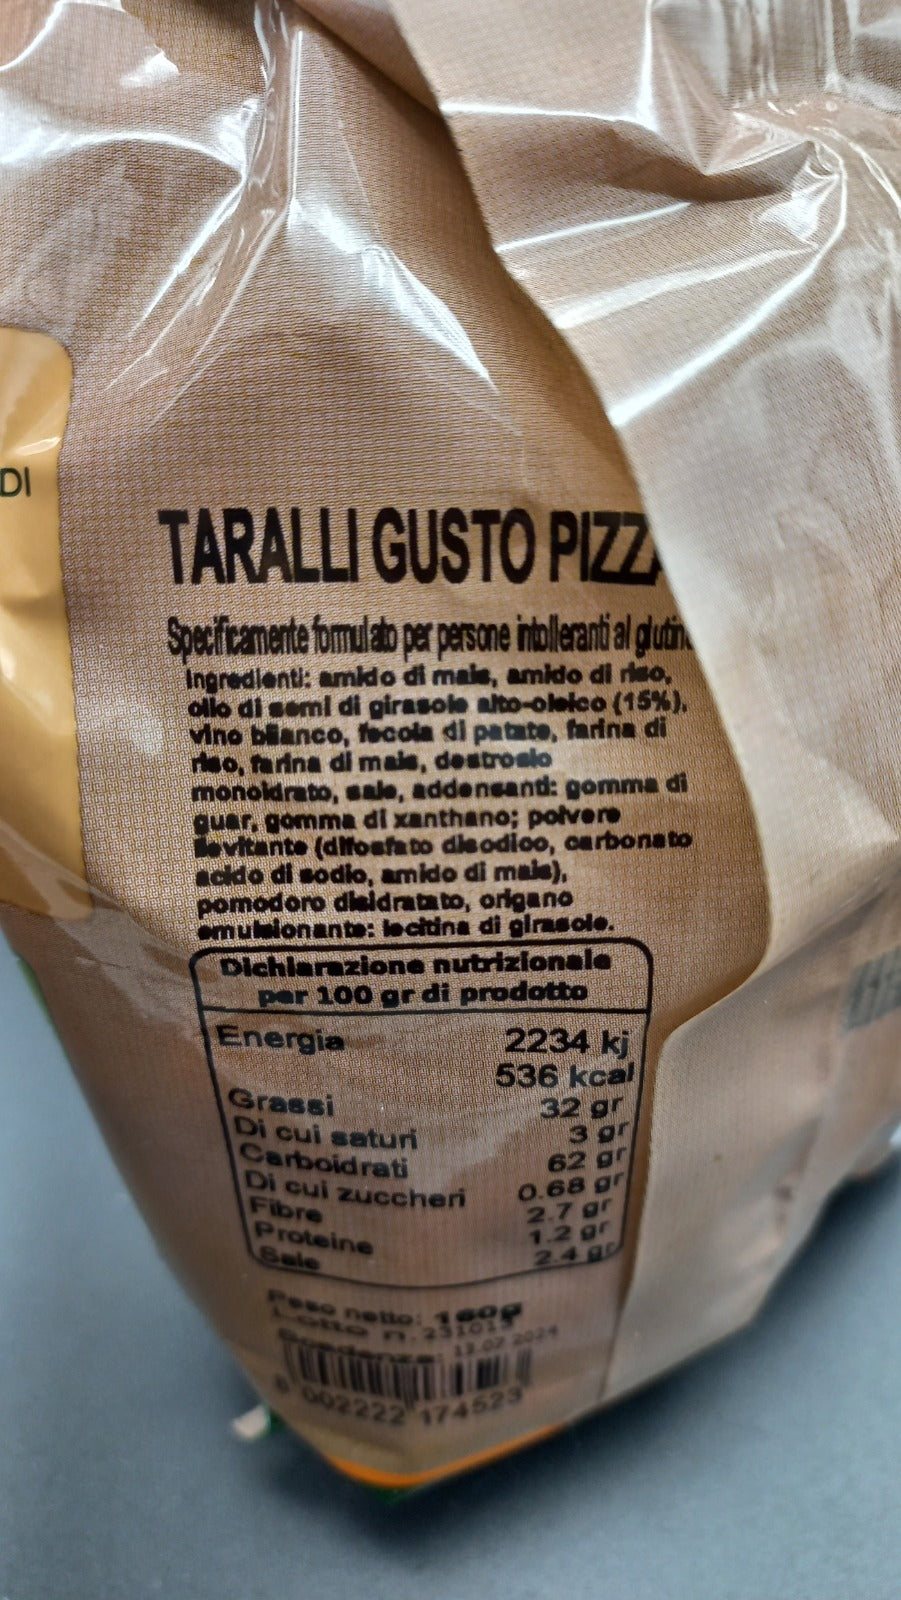 DI
TARALLI GUSTO PIZZA
Specificamente formulato per persone intolleranti al glutin
Ingredienti: amido di mais, amido di riso,
olio di semi di girasole alto-oleico (15%),
vino bianco, fecola di patate, farina di
riso, farina di mais, destrosio
monoidrato, sale, addensanti: gomma di
guar, gomma di xanthano; polvere
levitante (difosfato disodico, carbonato
acido di sodio, amido di mais),
pomodoro disidratato, origano
emulsionante: lecitina di girasole.
Dichiarazione nutrizionale
per 100 gr di prodotto
Energia 2234 kj
536 kcal
Grassi 32 gr
Di cui saturi 3 gr
Carboidrati 62 gr
Di cui zuccheri 0.68 gr
Fibre 2.7 gr
Proteine 1.2 gr
Sale 2.4 gr
Peso netto: 160g
Lotto n. 231013
Scadenza: 13.02.2024
8 002222 174523